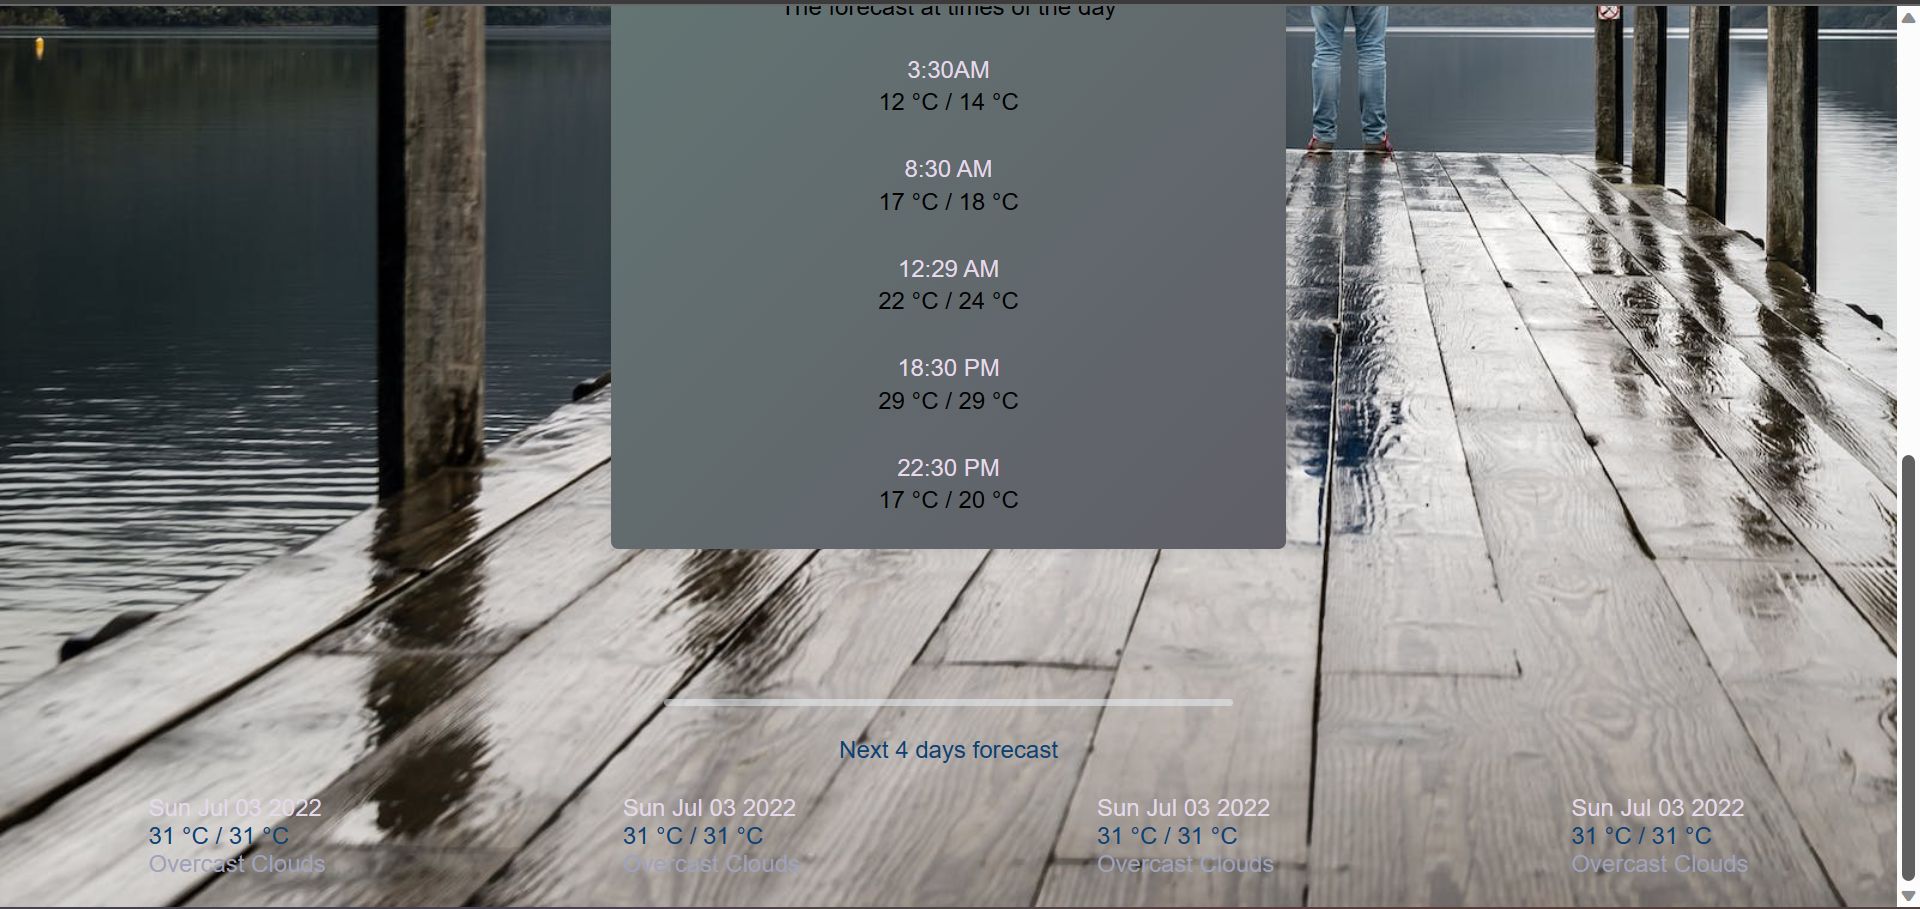 The forecast at times of the day
3:30AM
12 °C / 14 °C
8:30 AM
17 °C / 18 °C
12:29 AM
22 °C / 24 °C
18:30 PM
29 °C / 29 °C
22:30 PM
17 °C / 20 °C
Next 4 days forecast
Sun Jul 03 2022
31 °C / 31 °C
Overcast Clouds
Sun Jul 03 2022
31 °C / 31 °C
Overcast Clouds
Sun Jul 03 2022
31 °C / 31 °C
Overcast Clouds
Sun Jul 03 2022
31 °C / 31 °C
Overcast Clouds